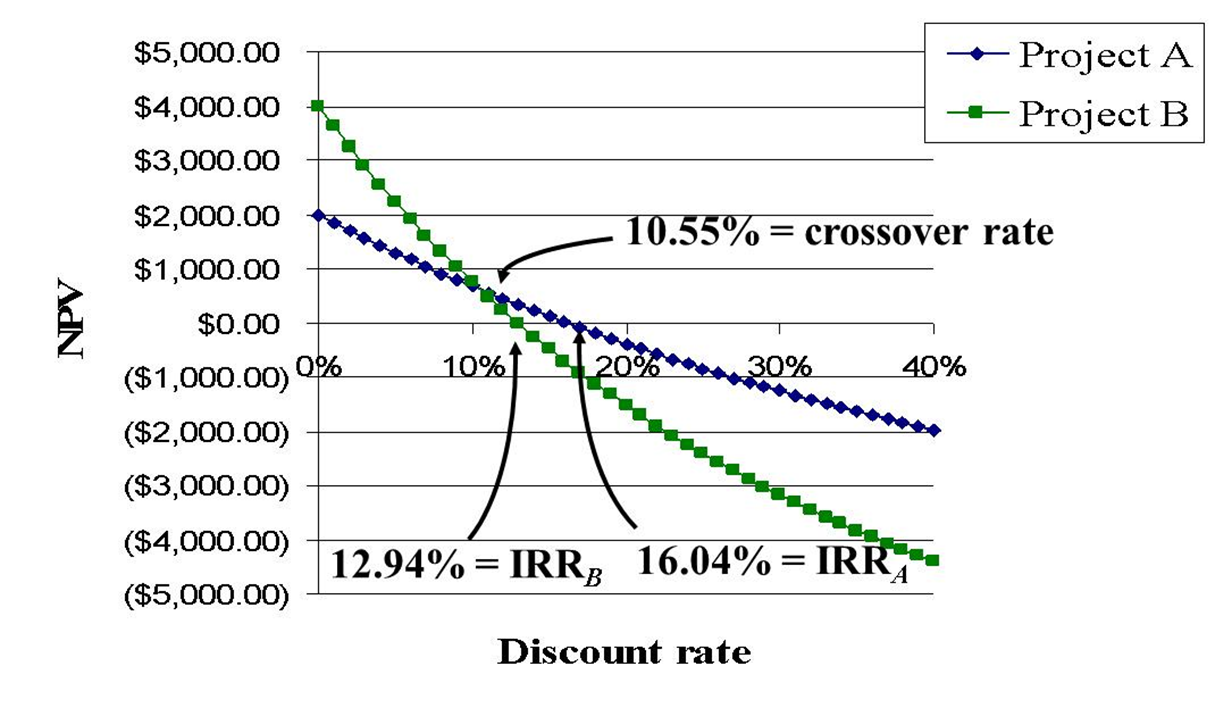 $5,000.00
$4,000.00
$3,000.00
$2,000.00
$1,000.00
$0.00
($1,000.00)
($2,000.00)
($3,000.00)
($4,000.00)
($5,000.00)
NPV
0% 10% 20% 30% 40%
Discount rate
Project A
Project B
10.55% = crossover rate
12.94% = IRR_B
16.04% = IRR_A